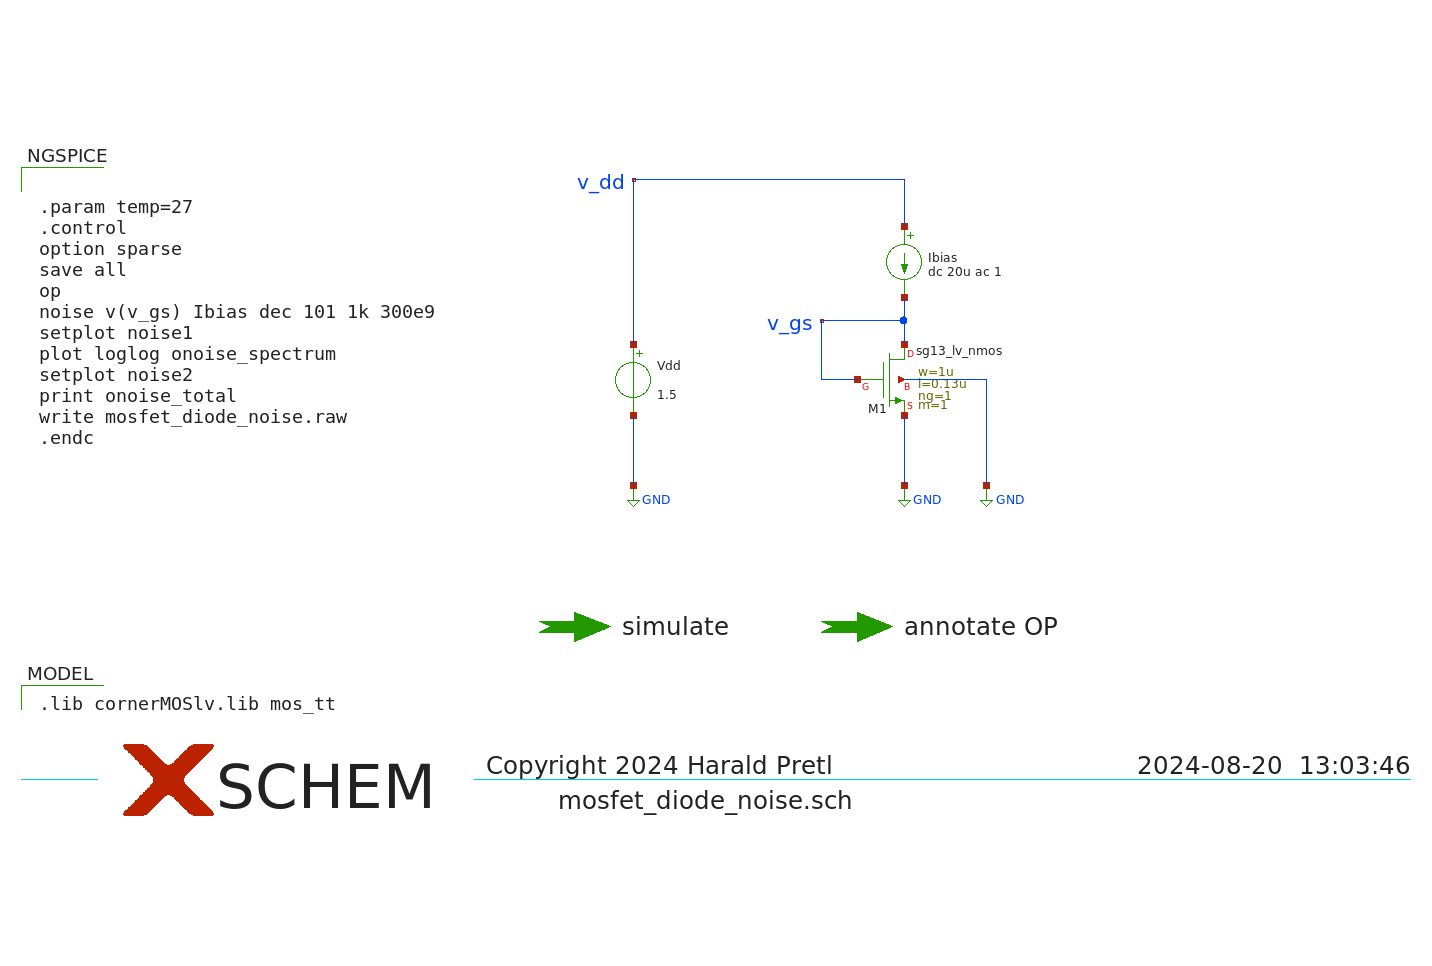 NGSPICE
.param temp=27
.control
option sparse
save all
op
noise v(v_gs) Ibias dec 101 1k 300e9
setplot noise1
plot loglog onoise_spectrum
setplot noise2
print onoise_total
write mosfet_diode_noise.raw
.endc
v_dd
+
Ibias
dc 20u ac 1
v_gs
+
Vdd
1.5
D
sg13_lv_nmos
G
B
S
w=1u
l=0.13u
ng=1
m=1
M1
GND
GND
GND
simulate
annotate OP
MODEL
.lib cornerMOSlv.lib mos_tt
XSCHEM
Copyright 2024 Harald Pretl
2024-08-20 13:03:46
mosfet_diode_noise.sch